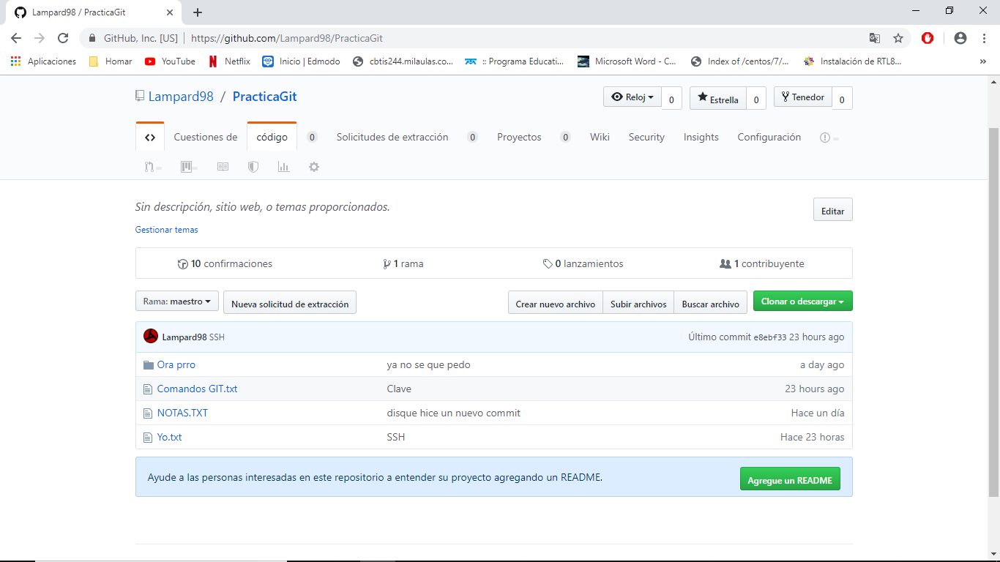 Lampard98 / PracticaGit
GitHub, Inc. [US] https://github.com/Lampard98/PracticaGit
Aplicaciones Homar YouTube Netflix Inicio | Edmodo cbtis244.milaulas.co... :: Programa Educati... Microsoft Word - C... Index of /centos/7/... Instalación de RTL8... »
Lampard98 / PracticaGit Reloj 0 Estrella 0 Tenedor 0
Cuestiones de código 0 Solicitudes de extracción 0 Proyectos 0 Wiki Security Insights Configuración
Sin descripción, sitio web, o temas proporcionados. Editar
Gestionar temas
10 confirmaciones 1 rama 0 lanzamientos 1 contribuyente
Rama: maestro Nueva solicitud de extracción Crear nuevo archivo Subir archivos Buscar archivo Clonar o descargar
Lampard98 SSH Último commit e8ebf33 23 hours ago
Ora prro ya no se que pedo a day ago
Comandos GIT.txt Clave 23 hours ago
NOTAS.TXT disque hice un nuevo commit Hace un día
Yo.txt SSH Hace 23 horas
Ayude a las personas interesadas en este repositorio a entender su proyecto agregando un README. Agregue un README